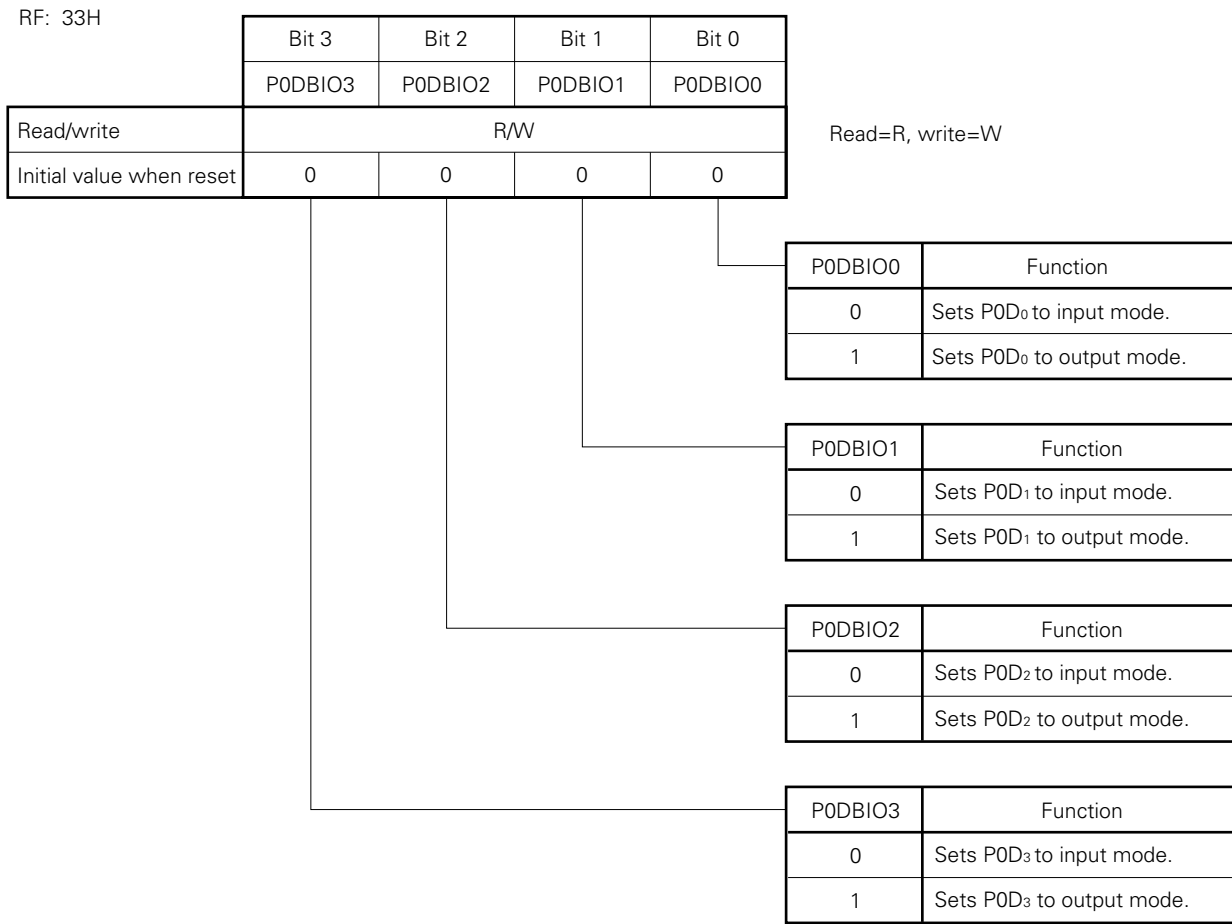 RF: 33H
Bit 3 Bit 2 Bit 1 Bit 0
P0DBIO3 P0DBIO2 P0DBIO1 P0DBIO0
Read/write R/W
Read=R, write=W
Initial value when reset 0 0 0 0
P0DBIO0 Function
0 Sets P0D₀ to input mode.
1 Sets P0D₀ to output mode.
P0DBIO1 Function
0 Sets P0D₁ to input mode.
1 Sets P0D₁ to output mode.
P0DBIO2 Function
0 Sets P0D₂ to input mode.
1 Sets P0D₂ to output mode.
P0DBIO3 Function
0 Sets P0D₃ to input mode.
1 Sets P0D₃ to output mode.